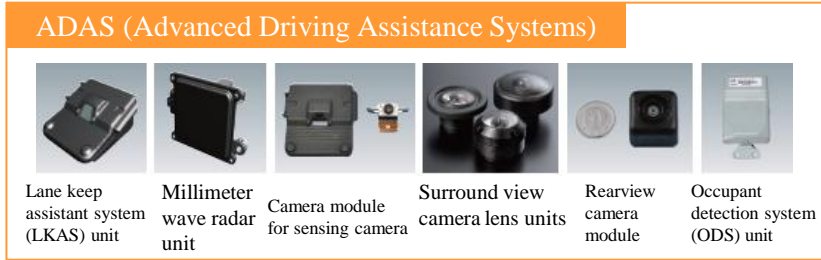 ADAS (Advanced Driving Assistance Systems)
Lane keep
assistant system
(LKAS) unit
Millimeter
wave radar
unit
Camera module
for sensing camera
Surround view
camera lens units
Rearview
camera
module
Occupant
detection system
(ODS) unit